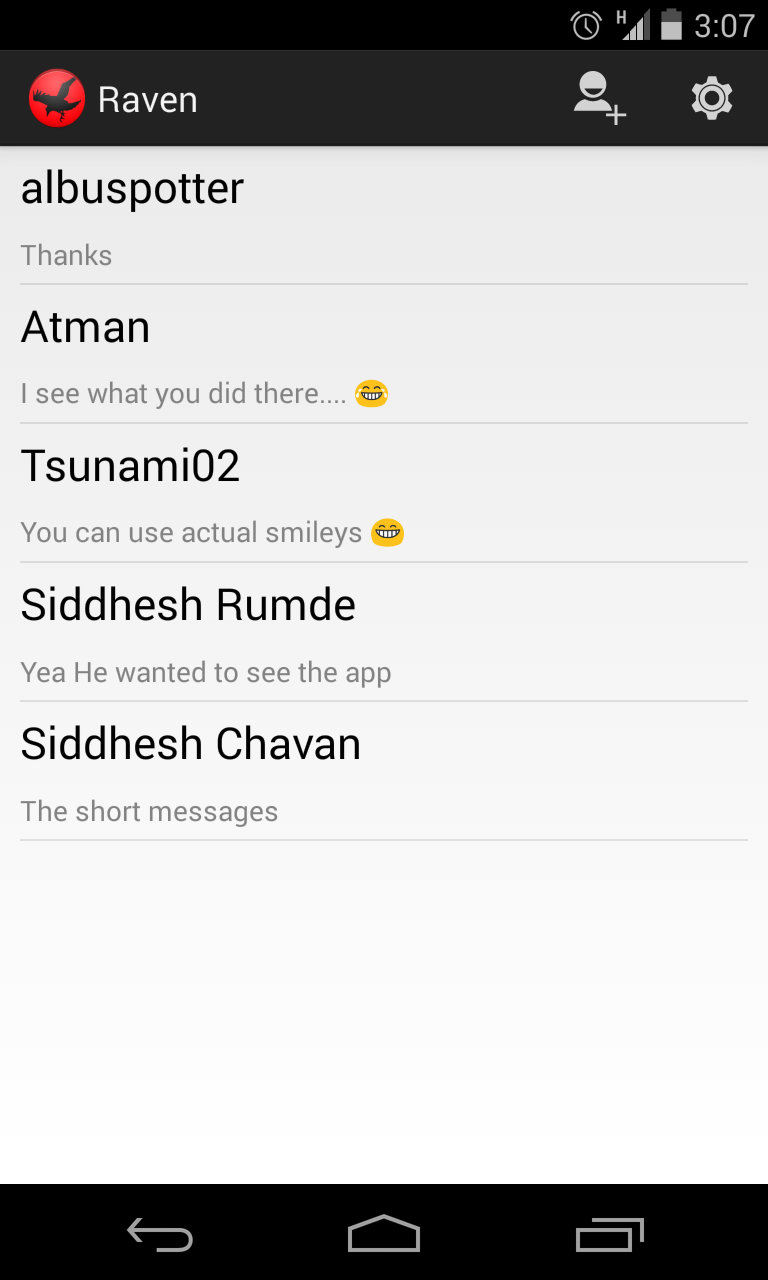 H 3:07
Raven
albuspotter
Thanks
Atman
I see what you did there.... 😂
Tsunami02
You can use actual smileys 😁
Siddhesh Rumde
Yea He wanted to see the app
Siddhesh Chavan
The short messages